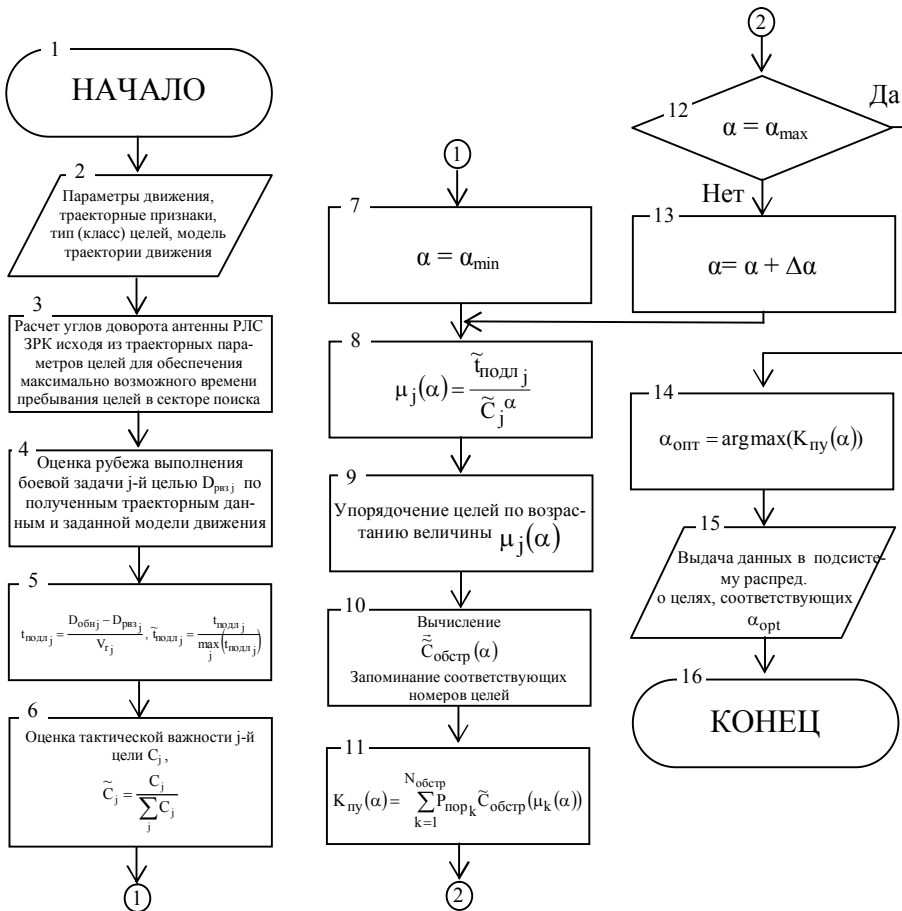 1
НАЧАЛО
2
Параметры движения,
траекторные признаки,
тип (класс) целей, модель
траектории движения
3
Расчет углов доворота антенны РЛС
ЗРК исходя из траекторных пара-
метров целей для обеспечения
максимально возможного времени
пребывания целей в секторе поиска
4
Оценка рубежа выполнения
боевой задачи j-й целью D_рвз j по
полученным траекторным дан-
ным и заданной модели движения
5
t_подл j = (D_обн j − D_рвз j) / V_r j, t̃_подл j = t_подл j / max_j (t_подл j)
6
Оценка тактической важности j-й
цели C_j,
C̃_j = C_j / ∑_j C_j
1
1
7
α = α_min
8
μ_j(α) = t̃_подл j / C̃_j^α
9
Упорядочение целей по возрас-
танию величины μ_j(α)
10
Вычисление
C̃⃗_обстр(α)
Запоминание соответствующих
номеров целей
11
K_пу(α) = ∑_{k=1}^{N_обстр} P_пор k C̃_обстр(μ_k(α))
2
2
12
α = α_max
Да
Нет
13
α= α + Δα
14
α_опт = argmax(K_пу(α))
15
Выдача данных в подсисте-
му распред.
о целях, соответствующих
α_opt
16
КОНЕЦ